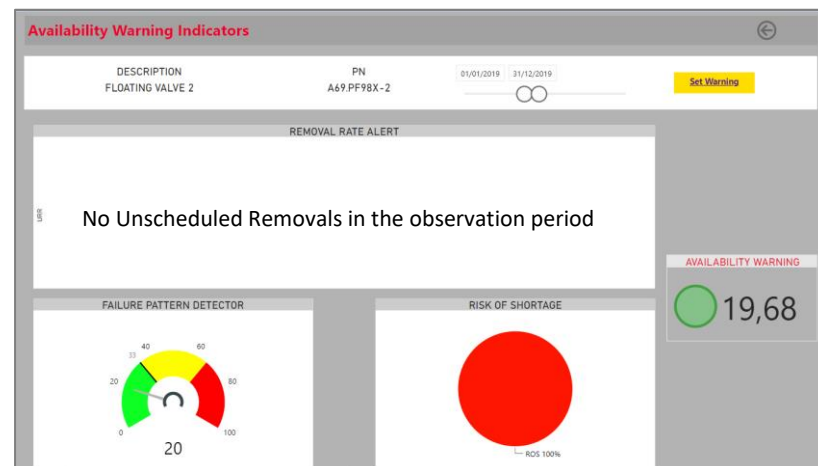 Availability Warning Indicators
DESCRIPTION
FLOATING VALVE 2
PN
A69.PF98X-2
01/01/2019 31/12/2019
Set Warning
REMOVAL RATE ALERT
URR
No Unscheduled Removals in the observation period
AVAILABILITY WARNING
19,68
FAILURE PATTERN DETECTOR
0
20
33
40
60
80
100
20
RISK OF SHORTAGE
ROS 100%